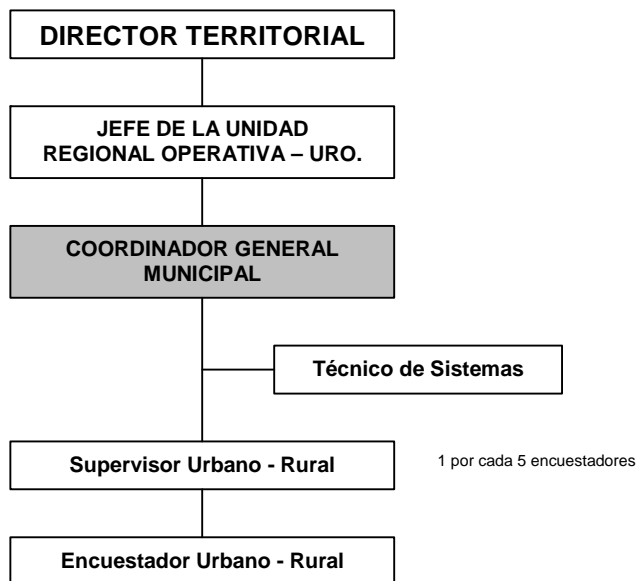 DIRECTOR TERRITORIAL
JEFE DE LA UNIDAD
REGIONAL OPERATIVA – URO.
COORDINADOR GENERAL
MUNICIPAL
Técnico de Sistemas
Supervisor Urbano - Rural
1 por cada 5 encuestadores
Encuestador Urbano - Rural